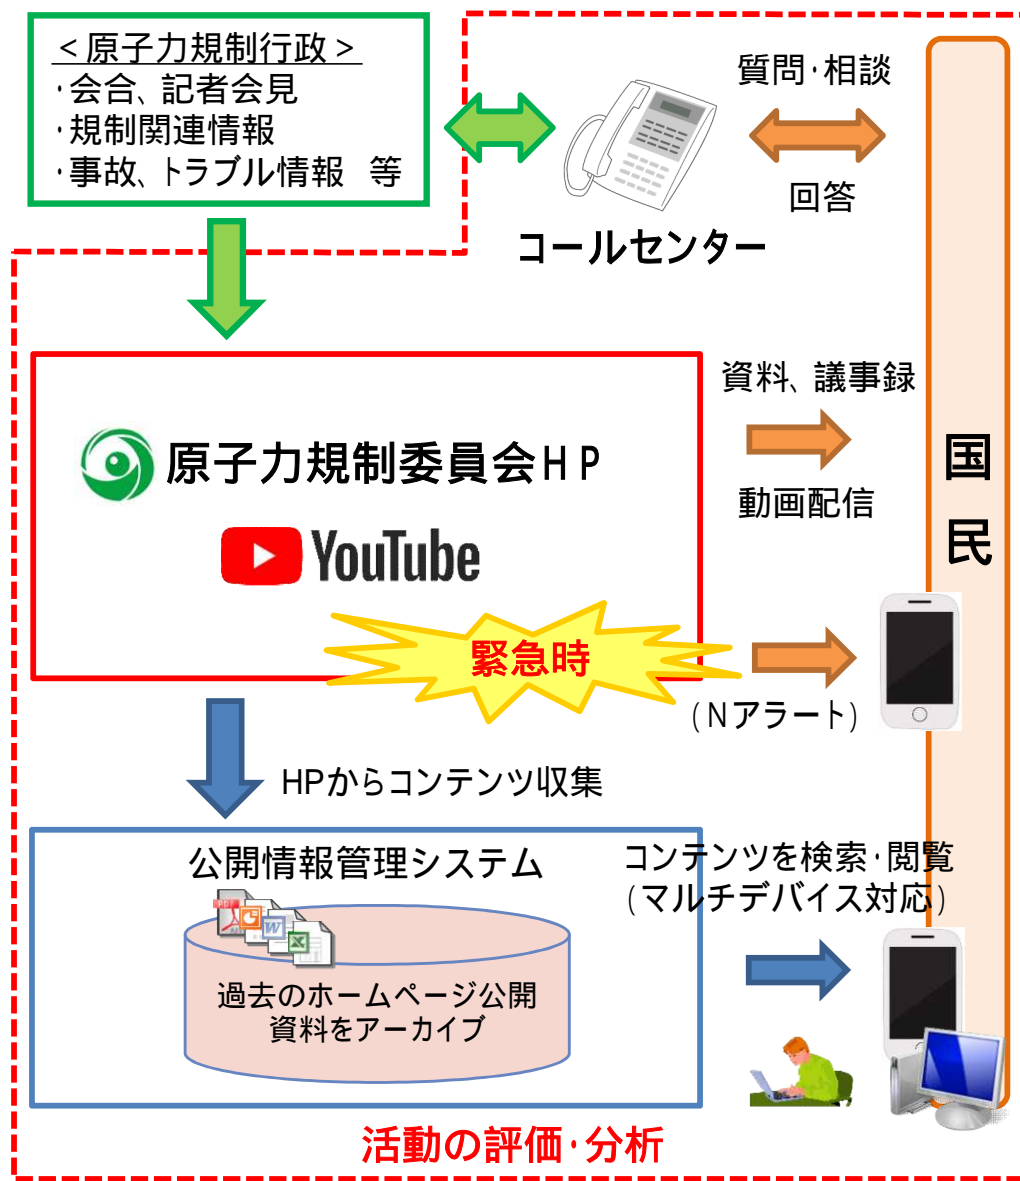 ＜原子力規制行政＞
・会合、記者会見
・規制関連情報
・事故、トラブル情報　等
質問・相談
回答
コールセンター
原子力規制委員会ＨＰ
YouTube
資料、議事録
動画配信
国民
緊急時
（Nアラート）
HPからコンテンツ収集
公開情報管理システム
PDF
W
X
過去のホームページ公開
資料をアーカイブ
コンテンツを検索・閲覧
（マルチデバイス対応）
活動の評価・分析